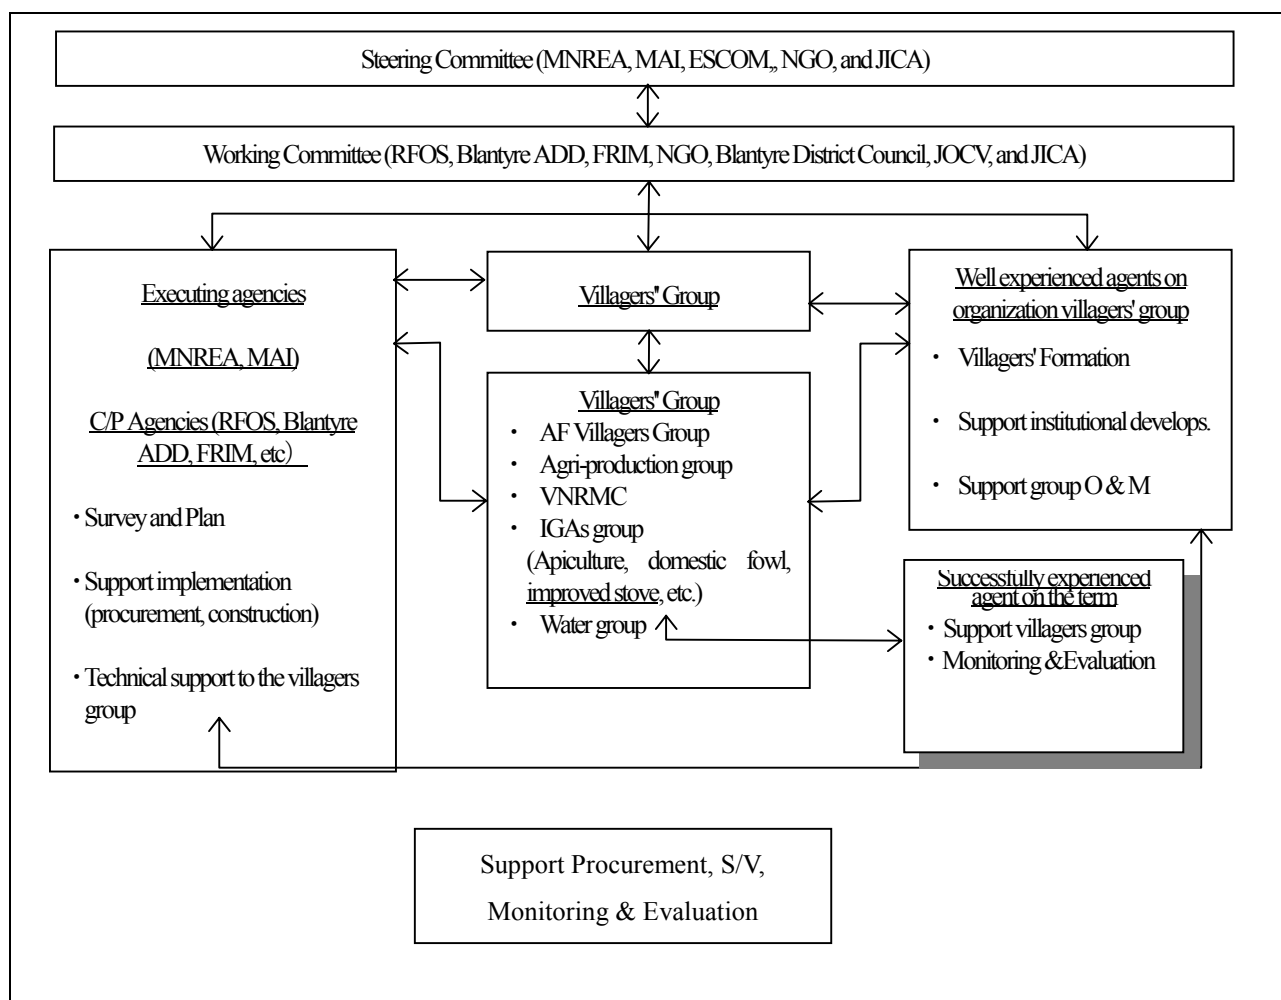 Steering Committee (MNREA, MAI, ESCOM,, NGO, and JICA)
Working Committee (RFOS, Blantyre ADD, FRIM, NGO, Blantyre District Council, JOCV, and JICA)
Executing agencies
(MNREA, MAI)
C/P Agencies (RFOS, Blantyre
ADD, FRIM, etc)
・Survey and Plan
・Support implementation
(procurement, construction)
・Technical support to the villagers
group
Villagers'' Group
Villagers'' Group
・ AF Villagers Group
・ Agri-production group
・ VNRMC
・ IGAs group
(Apiculture, domestic fowl,
improved stove, etc.)
・ Water group
Well experienced agents on
organization villagers' group
・ Villagers' Formation
・ Support institutional develops.
・ Support group O & M
Successfully experienced
agent on the term
・ Support villagers group
・ Monitoring &Evaluation
Support Procurement, S/V,
Monitoring & Evaluation